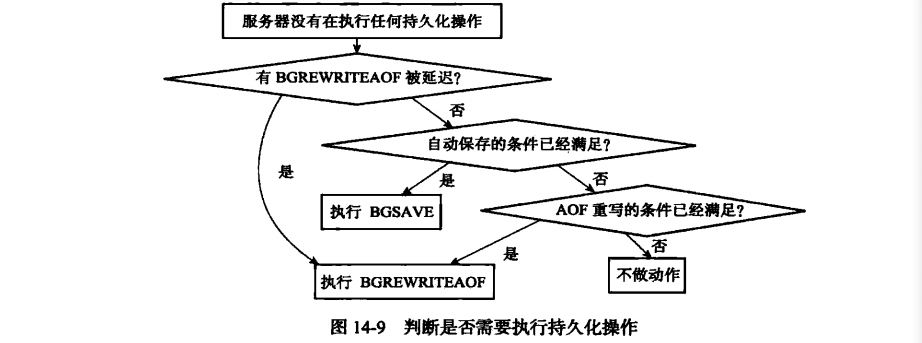 服务器没有在执行任何持久化操作
有 BGREWRITEAOF 被延迟？
否
自动保存的条件已经满足？
是
是
否
执行 BGSAVE
AOF 重写的条件已经满足？
是
否
执行 BGREWRITEAOF
不做动作
图 14-9 判断是否需要执行持久化操作